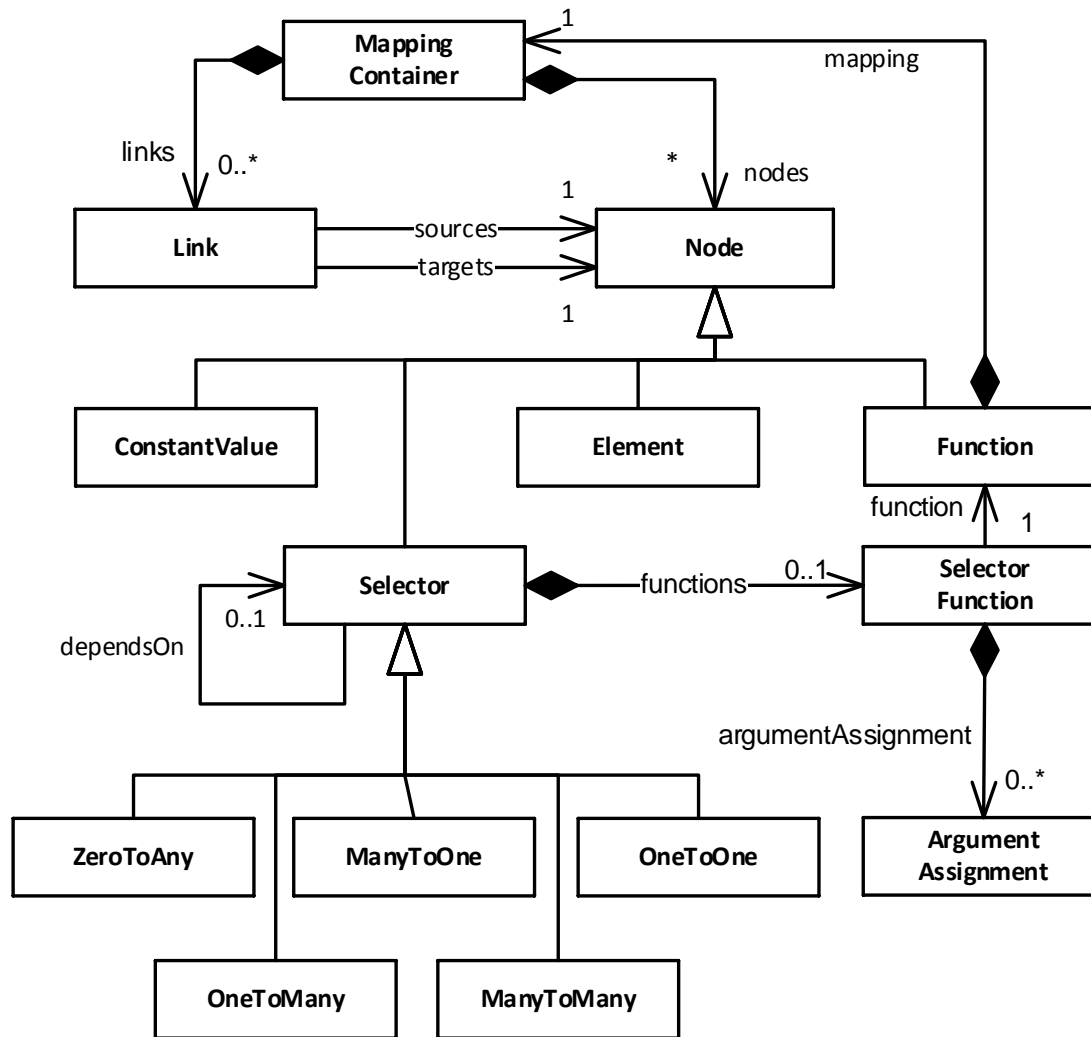 1
Mapping
Container
mapping
links
0..*
*
nodes
1
Link
sources
targets
Node
1
ConstantValue
Element
Function
function
1
Selector
functions
0..1
Selector
Function
0..1
dependsOn
argumentAssignment
0..*
ZeroToAny
ManyToOne
OneToOne
Argument
Assignment
OneToMany
ManyToMany